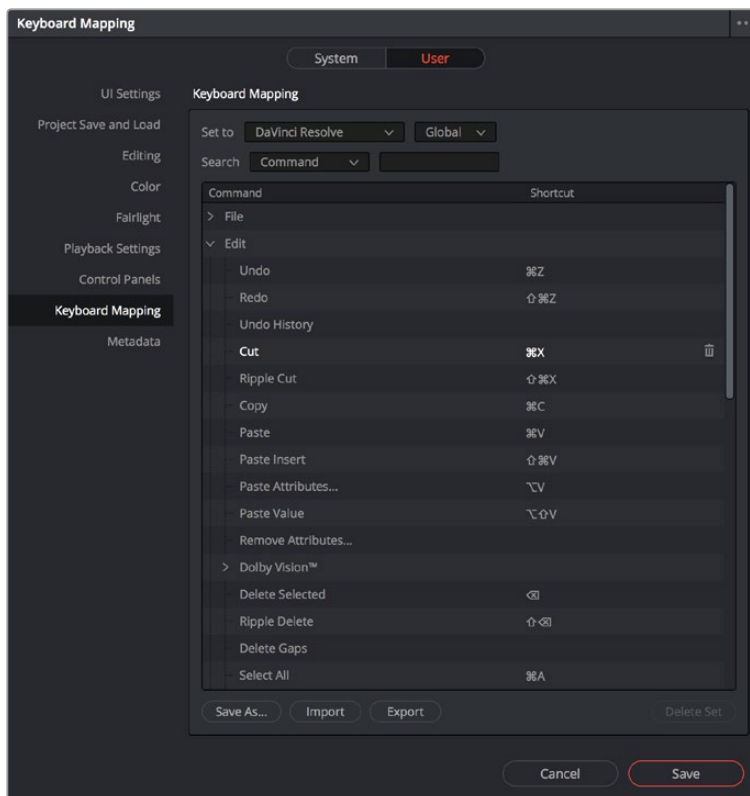 Keyboard Mapping
System User
UI Settings
Project Save and Load
Editing
Color
Fairlight
Playback Settings
Control Panels
Keyboard Mapping
Metadata
Keyboard Mapping
Set to DaVinci Resolve Global
Search Command
Command Shortcut
File
Edit
Undo ⌘Z
Redo ⇧⌘Z
Undo History
Cut ⌘X
Ripple Cut ⇧⌘X
Copy ⌘C
Paste ⌘V
Paste Insert ⇧⌘V
Paste Attributes... ⌥V
Paste Value ⌥⇧V
Remove Attributes...
Dolby Vision™
Delete Selected ⌫
Ripple Delete ⇧⌫
Delete Gaps
Select All ⌘A
Save As... Import Export Delete Set
Cancel Save